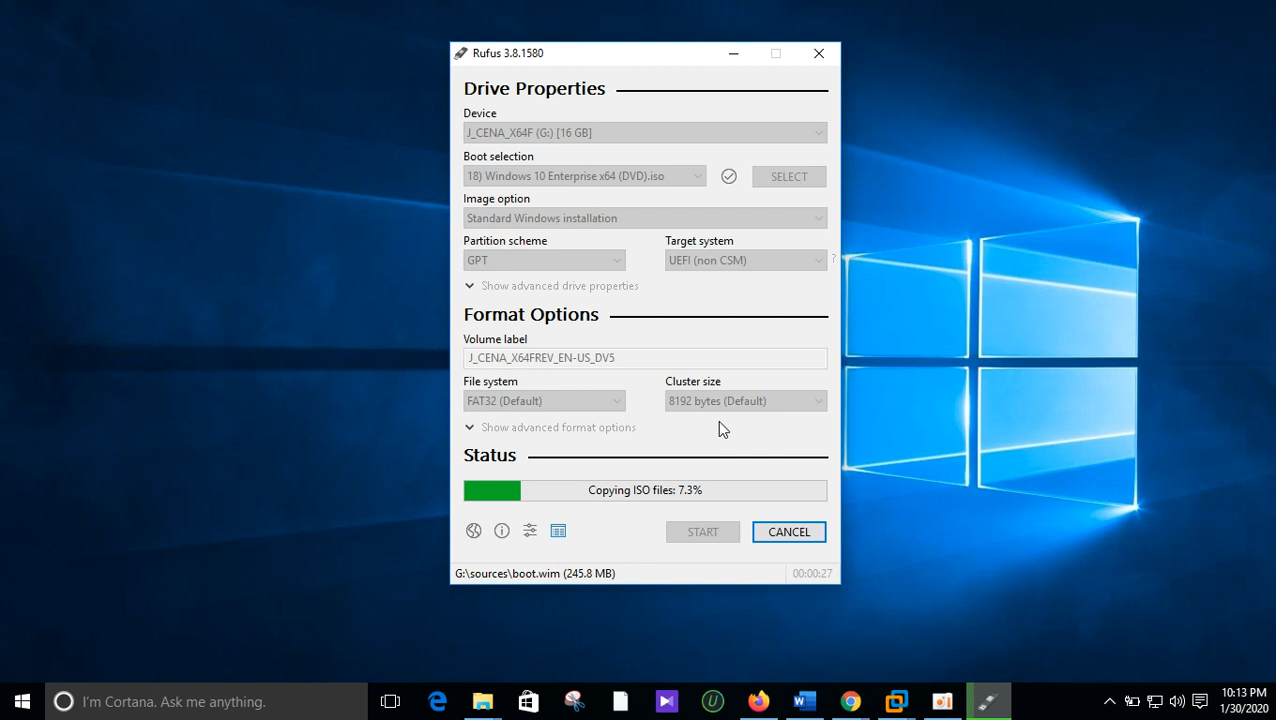 Rufus 3.8.1580
Drive Properties
Device
J_CENA_X64F (G:) [16 GB]
Boot selection
18) Windows 10 Enterprise x64 (DVD).iso
SELECT
Image option
Standard Windows installation
Partition scheme
Target system
GPT
UEFI (non CSM)
?
Show advanced drive properties
Format Options
Volume label
J_CENA_X64FREV_EN-US_DV5
File system
Cluster size
FAT32 (Default)
8192 bytes (Default)
Show advanced format options
Status
Copying ISO files: 7.3%
START
CANCEL
G:\sources\boot.wim (245.8 MB)
00:00:27
I'm Cortana. Ask me anything.
10:13 PM
1/30/2020